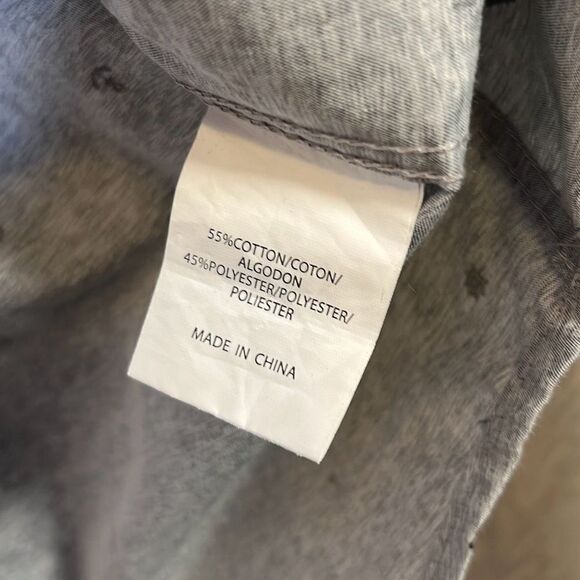 55%COTTON/COTON/
ALGODON
45%POLYESTER/POLYESTER/
POLIESTER
MADE IN CHINA